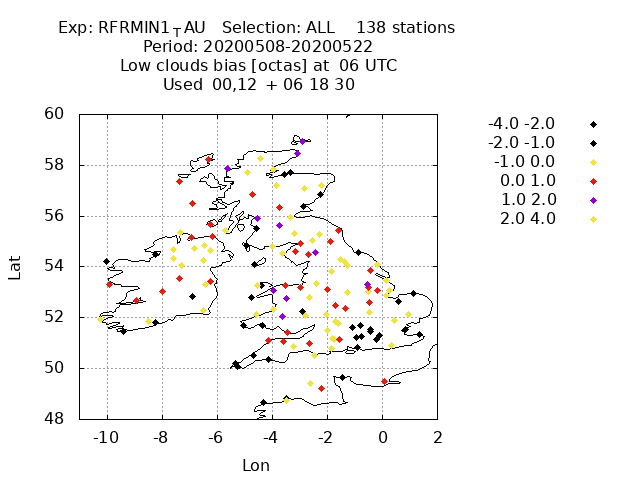 Exp: RFRMIN1TAU Selection: ALL 138 stations
Period: 20200508-20200522
Low clouds bias [octas] at 06 UTC
Used 00,12 + 06 18 30
-4.0 -2.0
-2.0 -1.0
-1.0 0.0
0.0 1.0
1.0 2.0
2.0 4.0
Lat
60
58
56
54
52
50
48
-10 -8 -6 -4 -2 0 2
Lon